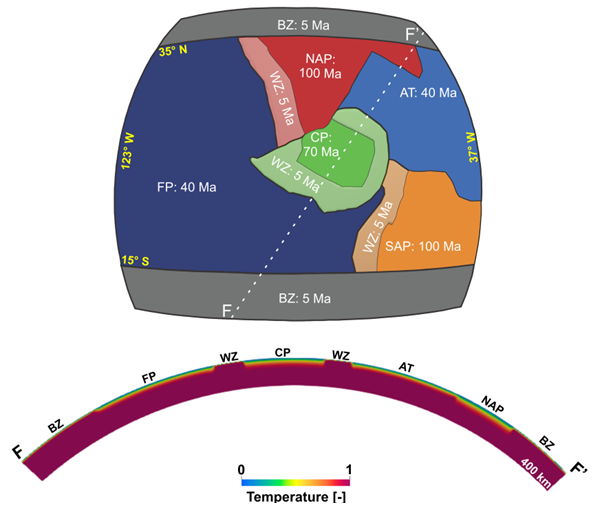 BZ: 5 Ma
F'
35° N
NAP:
100 Ma
WZ: 5 Ma
AT: 40 Ma
CP:
70 Ma
123° W
37° W
WZ: 5 Ma
FP: 40 Ma
WZ: 5 Ma
SAP: 100 Ma
15° S
BZ: 5 Ma
F
WZ CP WZ
FP AT
NAP
BZ BZ
F F'
400 km
0 1
Temperature [-]